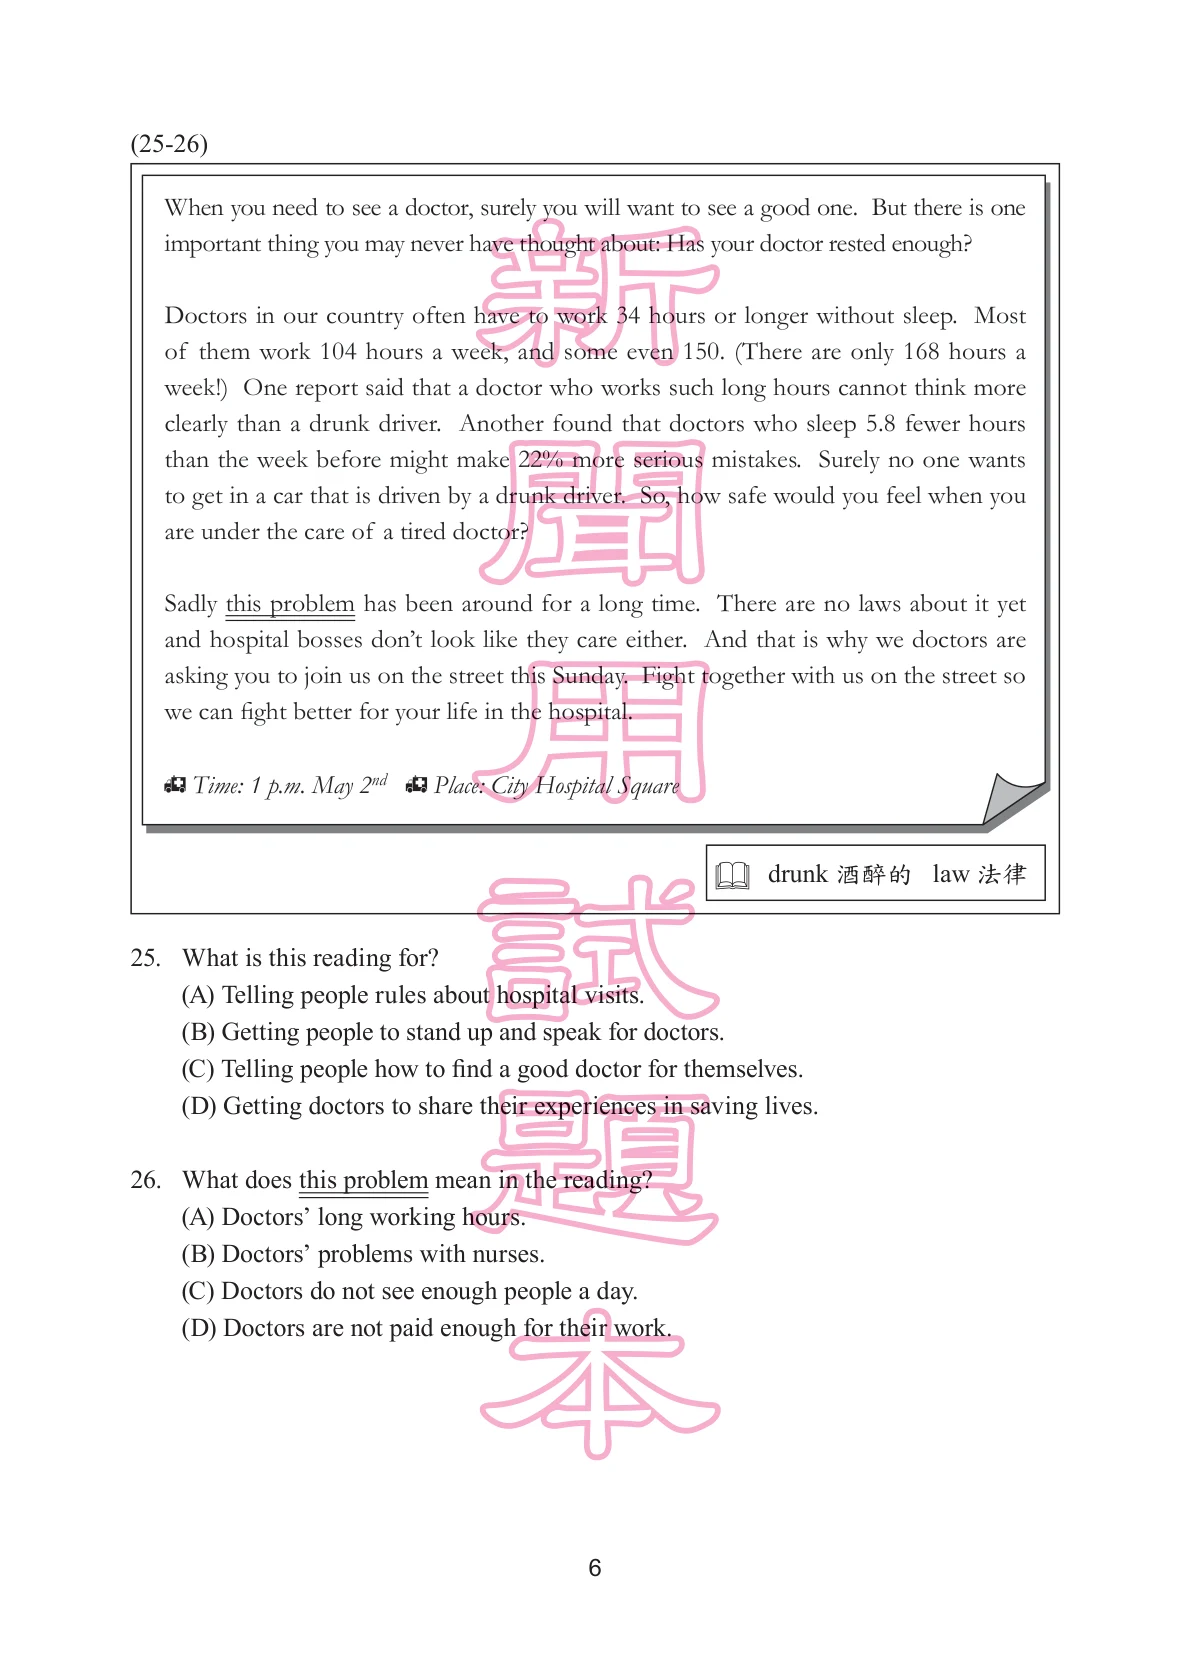 (25-26)
When you need to see a doctor, surely you will want to see a good one. But there is one
important thing you may never have thought about: Has your doctor rested enough?
Doctors in our country often have to work 34 hours or longer without sleep. Most
of them work 104 hours a week, and some even 150. (There are only 168 hours a
week!) One report said that a doctor who works such long hours cannot think more
clearly than a drunk driver. Another found that doctors who sleep 5.8 fewer hours
than the week before might make 22% more serious mistakes. Surely no one wants
to get in a car that is driven by a drunk driver. So, how safe would you feel when you
are under the care of a tired doctor?
Sadly this problem has been around for a long time. There are no laws about it yet
and hospital bosses don’t look like they care either. And that is why we doctors are
asking you to join us on the street this Sunday. Fight together with us on the street so
we can fight better for your life in the hospital.
Time: 1 p.m. May 2nd Place: City Hospital Square
drunk 酒醉的 law 法律
25. What is this reading for?
(A) Telling people rules about hospital visits.
(B) Getting people to stand up and speak for doctors.
(C) Telling people how to find a good doctor for themselves.
(D) Getting doctors to share their experiences in saving lives.
26. What does this problem mean in the reading?
(A) Doctors’ long working hours.
(B) Doctors’ problems with nurses.
(C) Doctors do not see enough people a day.
(D) Doctors are not paid enough for their work.
6
新聞用試題本